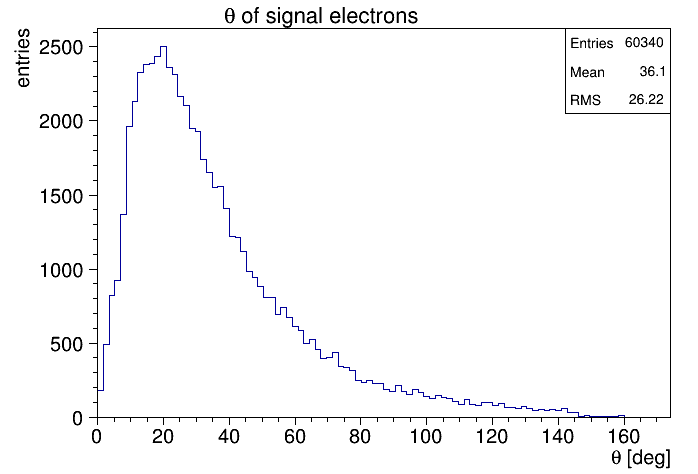 θ of signal electrons
entries
Entries 60340
Mean 36.1
RMS 26.22
2500
2000
1500
1000
500
0
0 20 40 60 80 100 120 140 160
θ [deg]